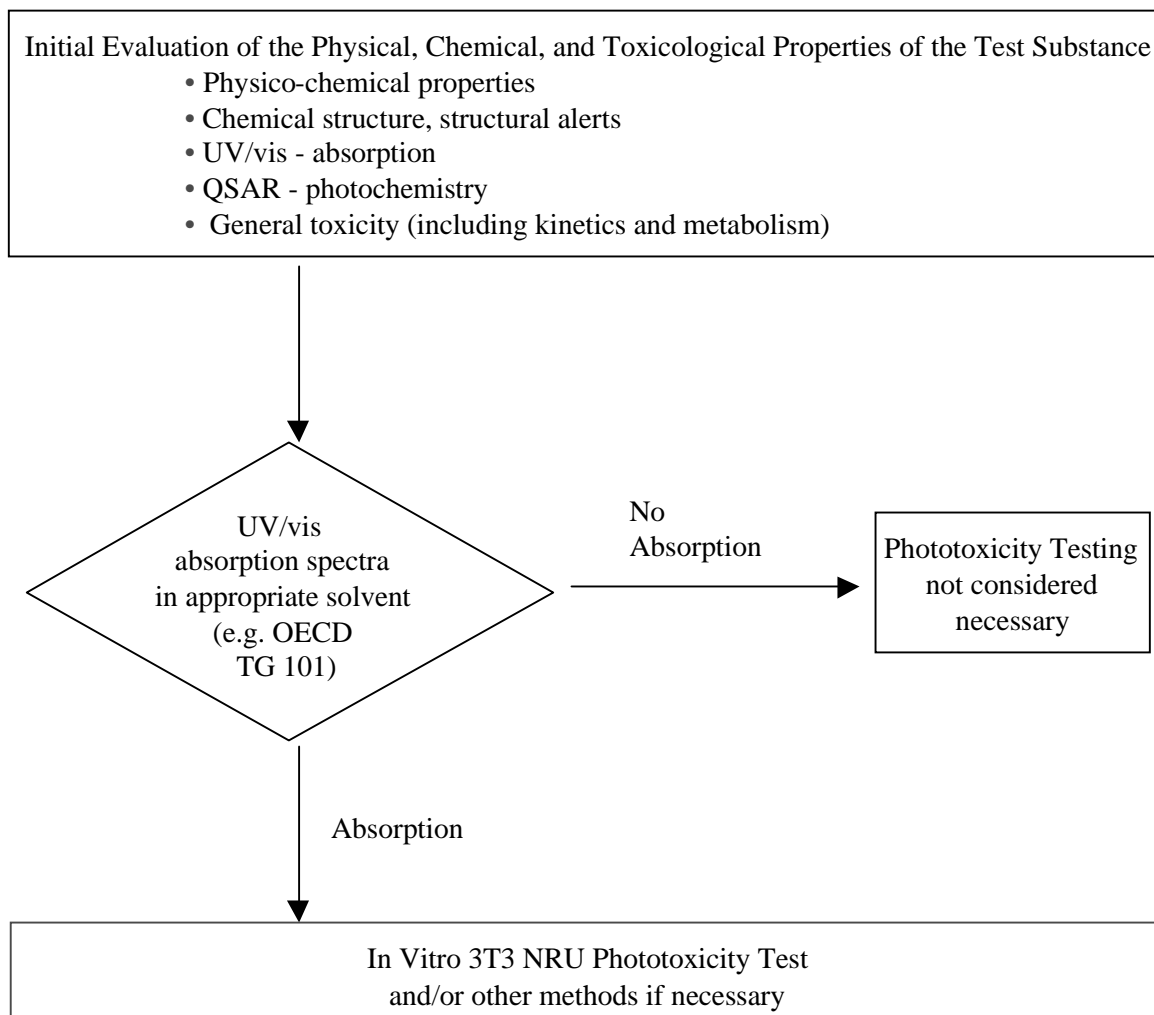 Initial Evaluation of the Physical, Chemical, and Toxicological Properties of the Test Substance
• Physico-chemical properties
• Chemical structure, structural alerts
• UV/vis - absorption
• QSAR - photochemistry
• General toxicity (including kinetics and metabolism)
UV/vis
absorption spectra
in appropriate solvent
(e.g. OECD
TG 101)
No
Absorption
Phototoxicity Testing
not considered
necessary
Absorption
In Vitro 3T3 NRU Phototoxicity Test
and/or other methods if necessary